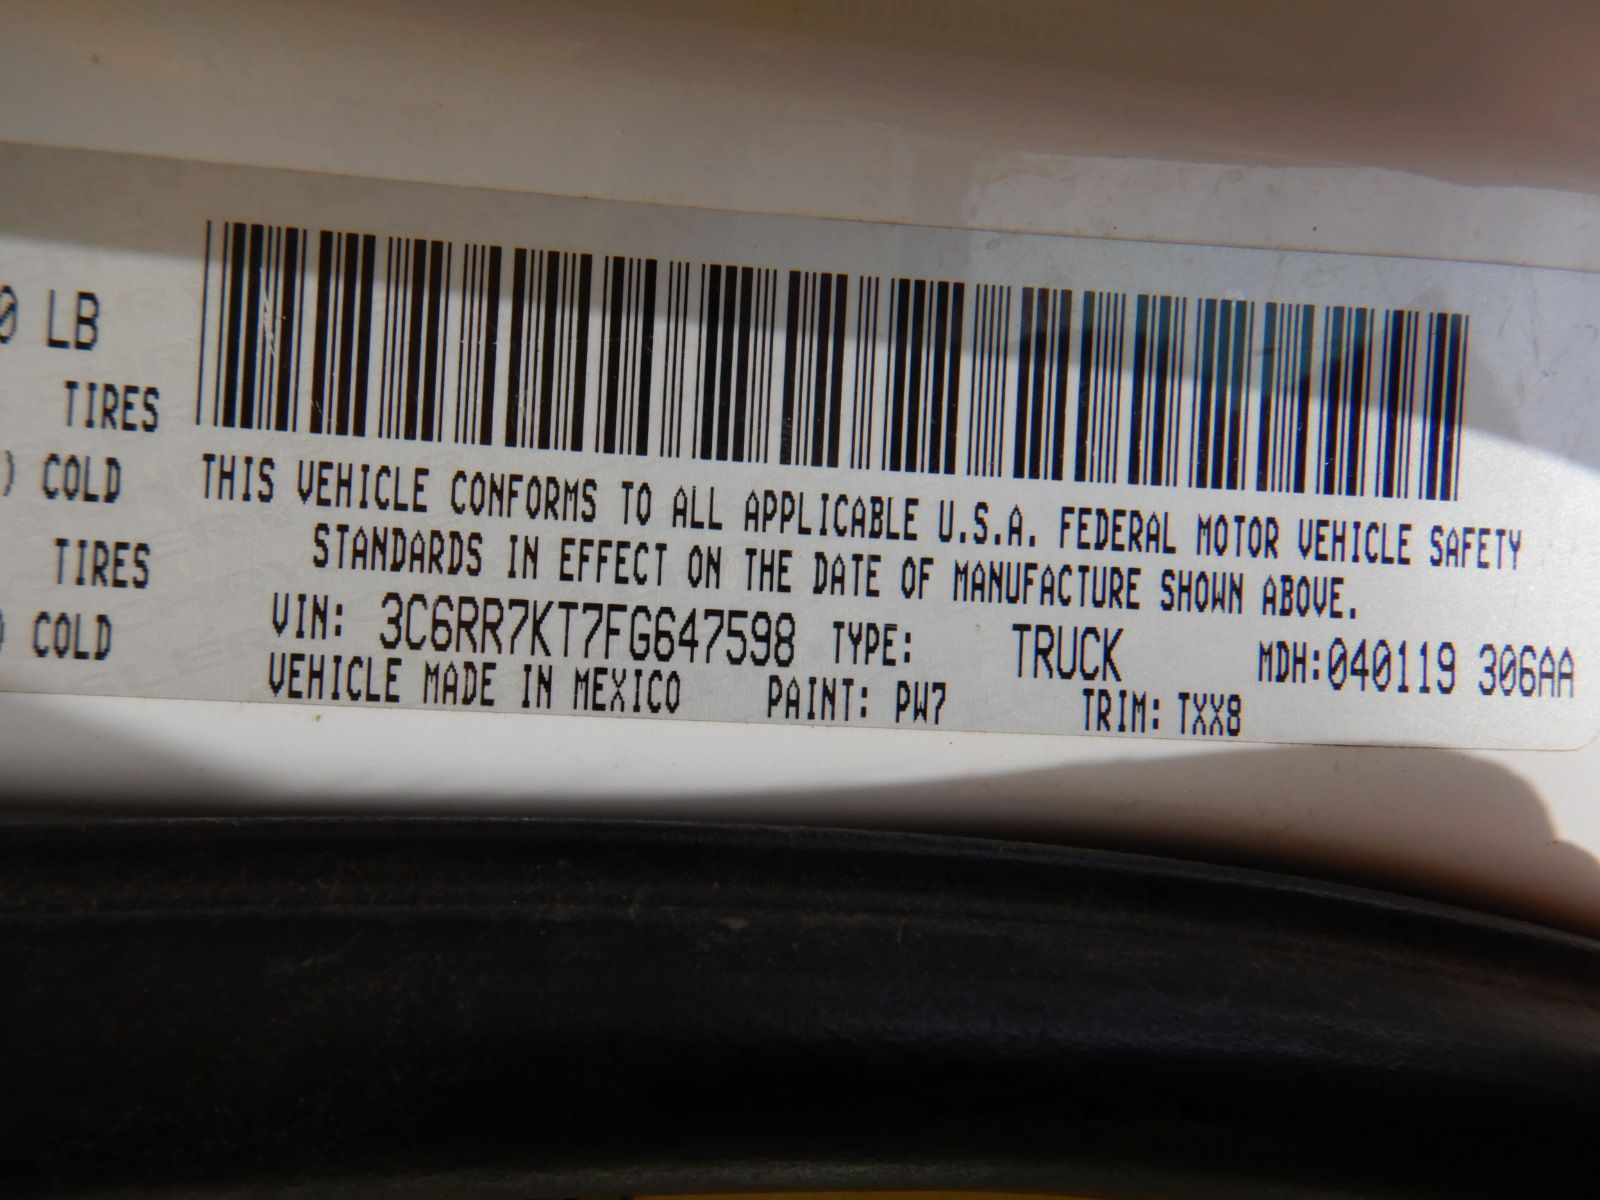 0 LB
TIRES
) COLD
TIRES
) COLD
THIS VEHICLE CONFORMS TO ALL APPLICABLE U.S.A. FEDERAL MOTOR VEHICLE SAFETY
STANDARDS IN EFFECT ON THE DATE OF MANUFACTURE SHOWN ABOVE.
VIN: 3C6RR7KT7FG647598 TYPE: TRUCK MDH:040119 306AA
VEHICLE MADE IN MEXICO PAINT: PW7 TRIM: TXX8